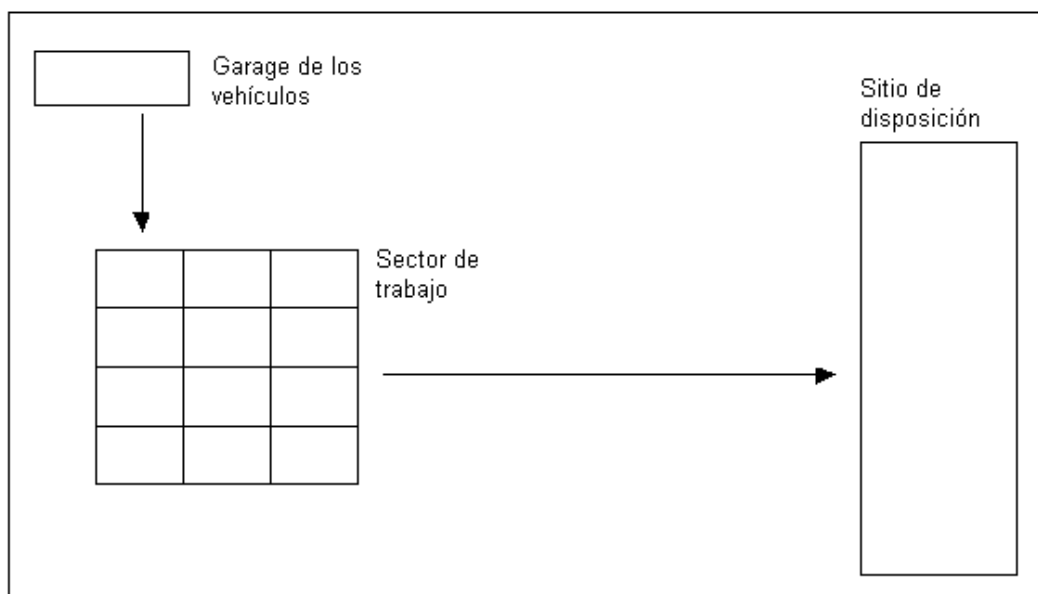 Garage de los
vehículos
Sitio de
disposición
Sector de
trabajo